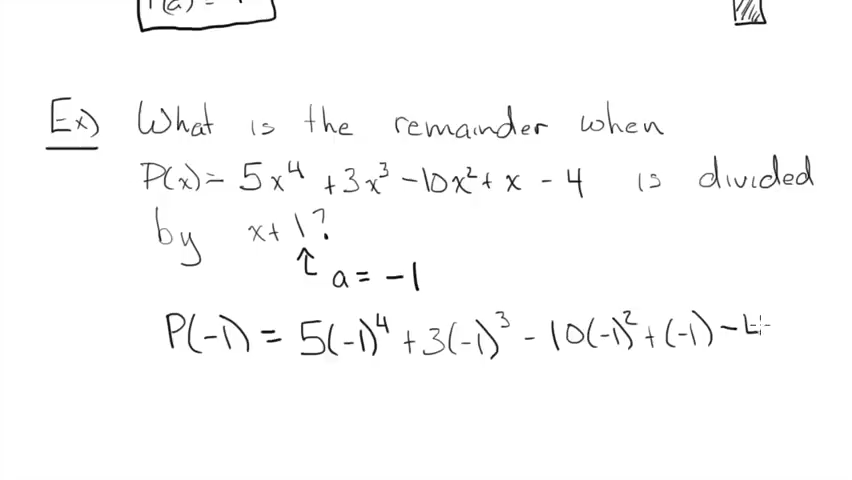 Ex) What is the remainder when
P(x) = 5x⁴ + 3x³ - 10x² + x - 4 is divided
by x + 1?
a = -1
P(-1) = 5(-1)⁴ + 3(-1)³ - 10(-1)² + (-1) - 4